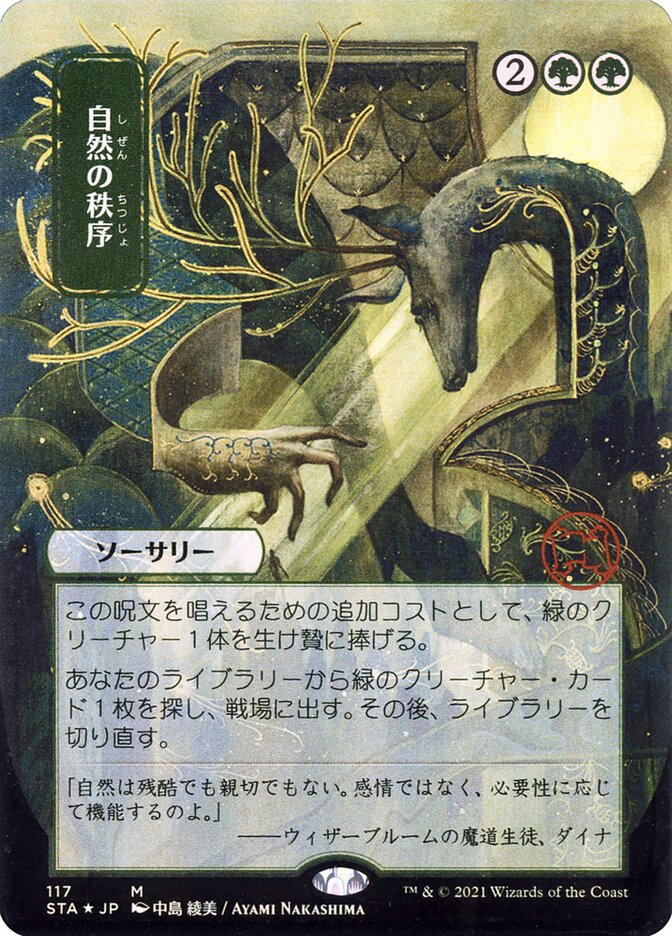 2
自然の秩序
し ぜん ちつじょ
ソーサリー
この呪文を唱えるための追加コストとして、緑のク
リーチャー1体を生け贄に捧げる。
あなたのライブラリーから緑のクリーチャー・カー
ド1枚を探し、戦場に出す。その後、ライブラリーを
切り直す。
「自然は残酷でも親切でもない。感情ではなく、必要性に応じ
て機能するのよ。」
――ウィザーブルームの魔道生徒、ダイナ
117 M
STA★JP 中島 綾美 / AYAMI NAKASHIMA
™ & © 2021 Wizards of the Coast